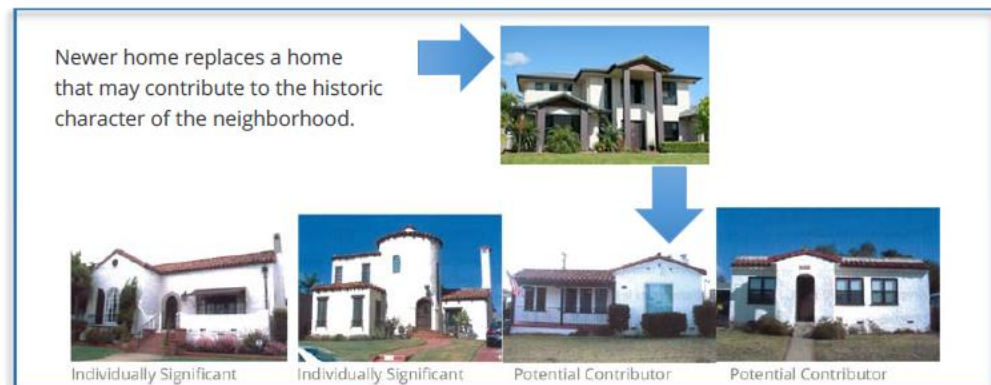 Newer home replaces a home
that may contribute to the historic
character of the neighborhood.
Individually Significant
Individually Significant
Potential Contributor
Potential Contributor